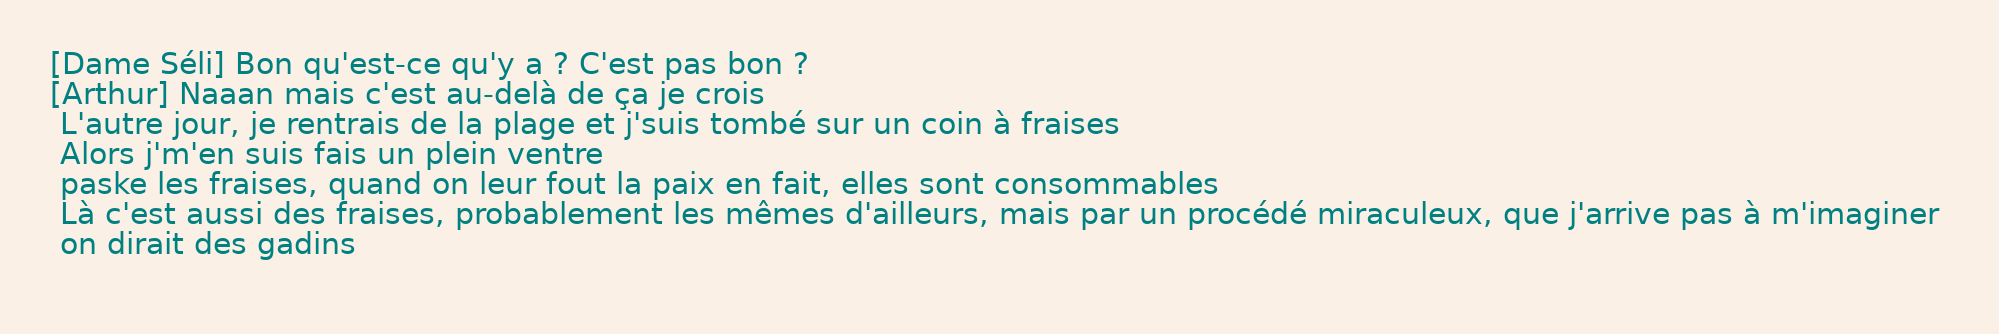 [Dame Séli] Bon qu'est-ce qu'y a ? C'est pas bon ?
[Arthur] Naaan mais c'est au-delà de ça je crois
L'autre jour, je rentrais de la plage et j'suis tombé sur un coin à fraises
Alors j'm'en suis fais un plein ventre
paske les fraises, quand on leur fout la paix en fait, elles sont consommables
Là c'est aussi des fraises, probablement les mêmes d'ailleurs, mais par un procédé miraculeux, que j'arrive pas à m'imaginer
on dirait des gadins